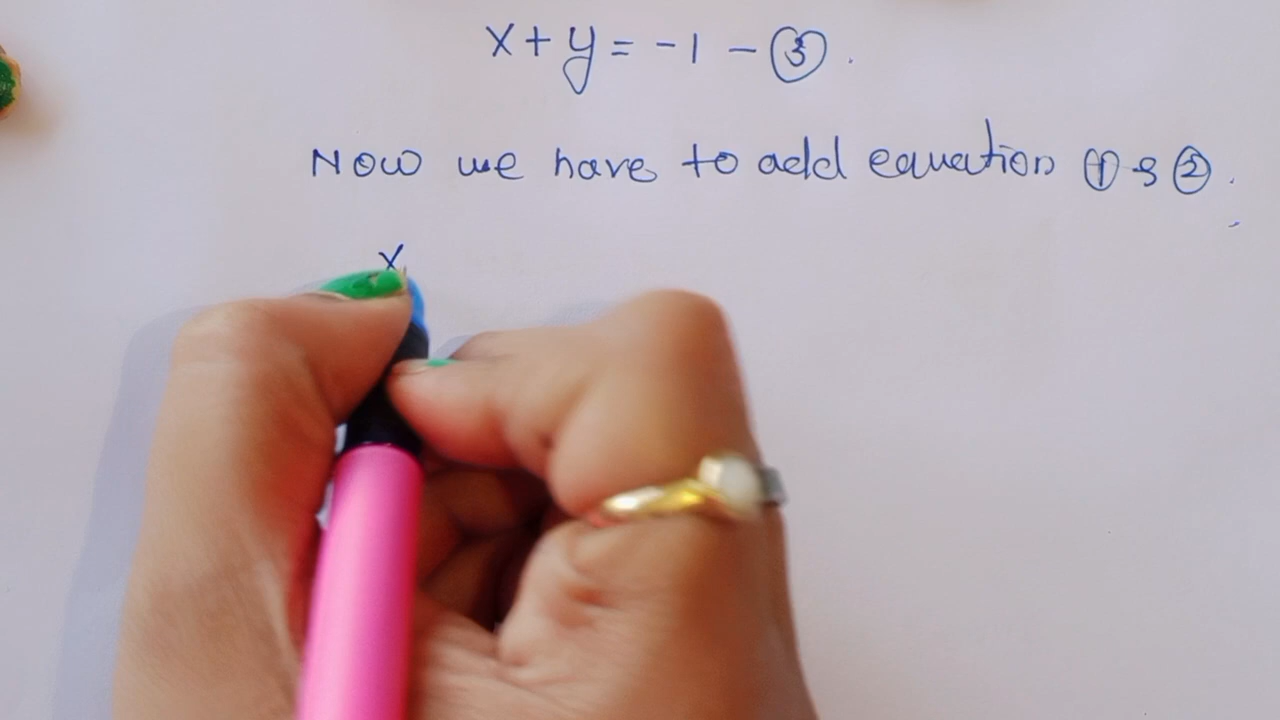 x + y = -1 - ③.
Now we have to add equation ① & ②.
x